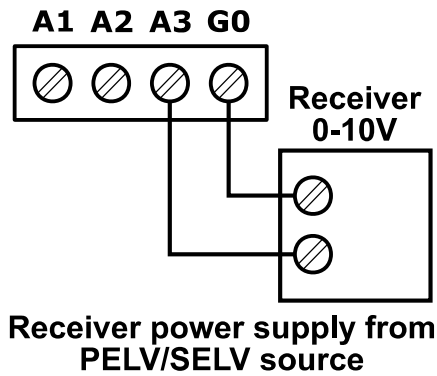 A1 A2 A3 G0
Receiver
0-10V
Receiver power supply from
PELV/SELV source